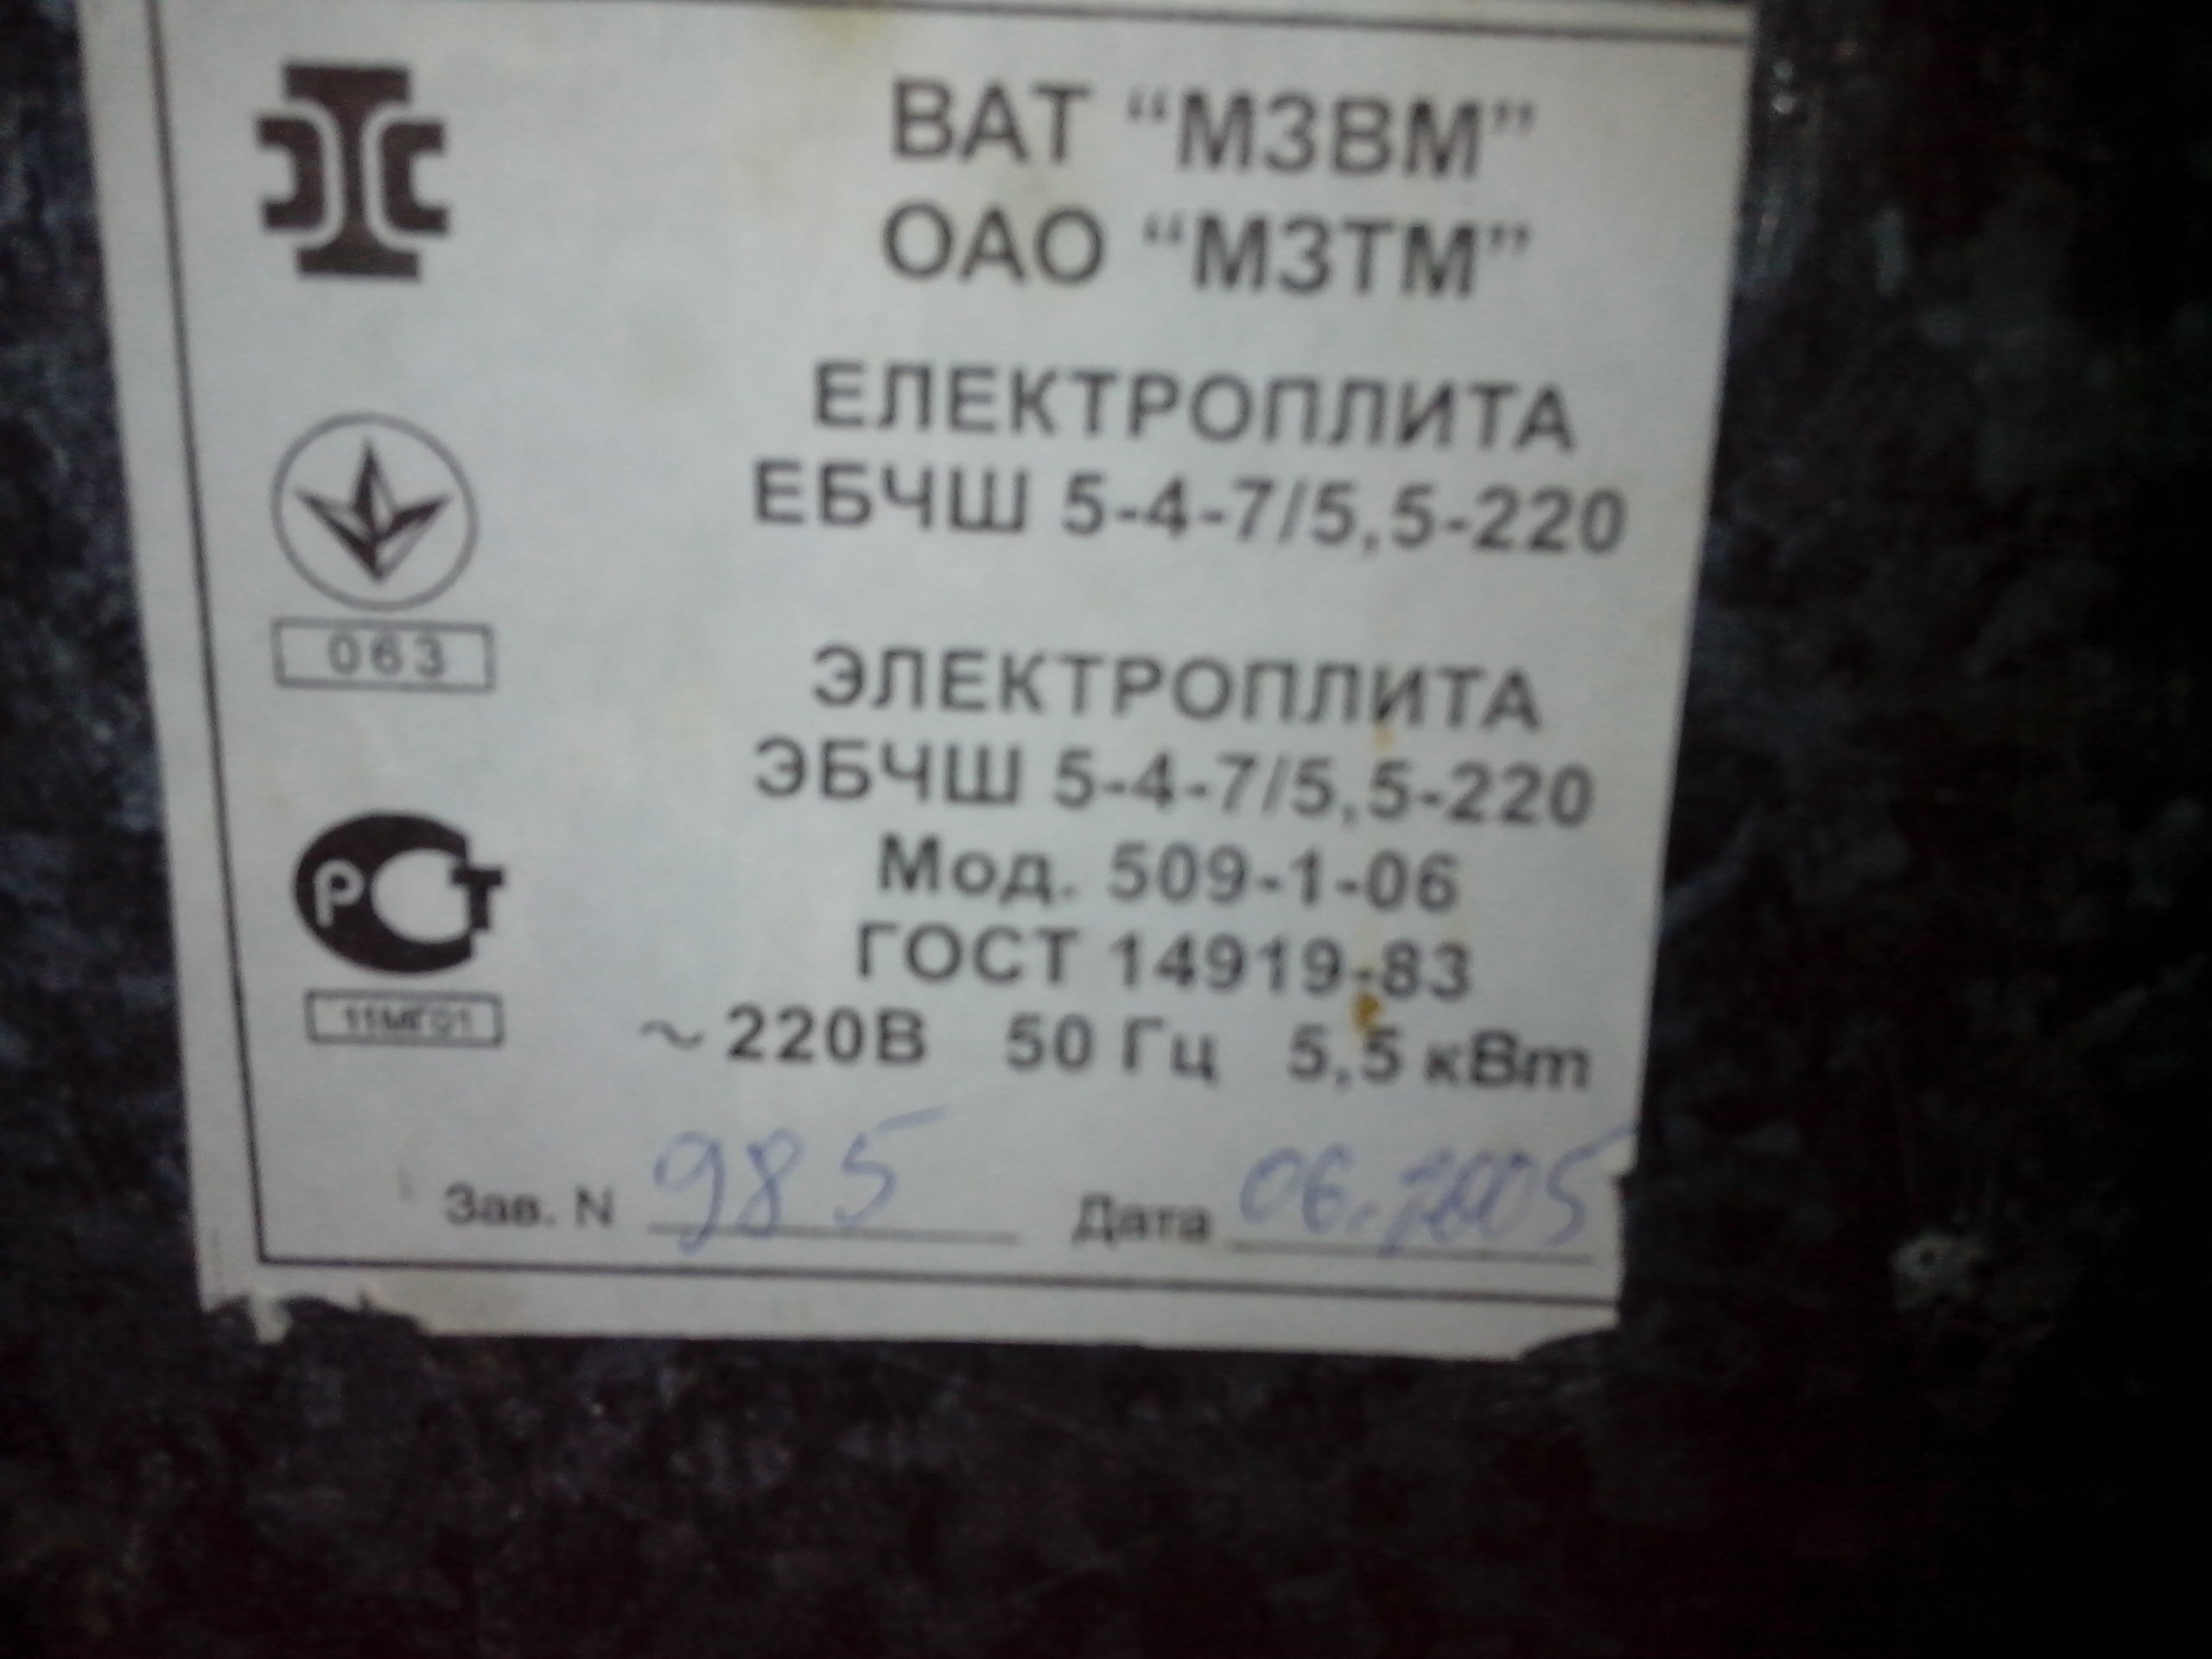 ВАТ “МЗВМ”
ОАО “МЗТМ”
ЕЛЕКТРОПЛИТА
ЕБЧШ 5-4-7/5,5-220
063
ЭЛЕКТРОПЛИТА
ЭБЧШ 5-4-7/5,5-220
Мод. 509-1-06
РСТ
ГОСТ 14919-83
11МГ01
~220В 50 Гц 5,5 кВт
Зав. N 985 Дата 06.2005